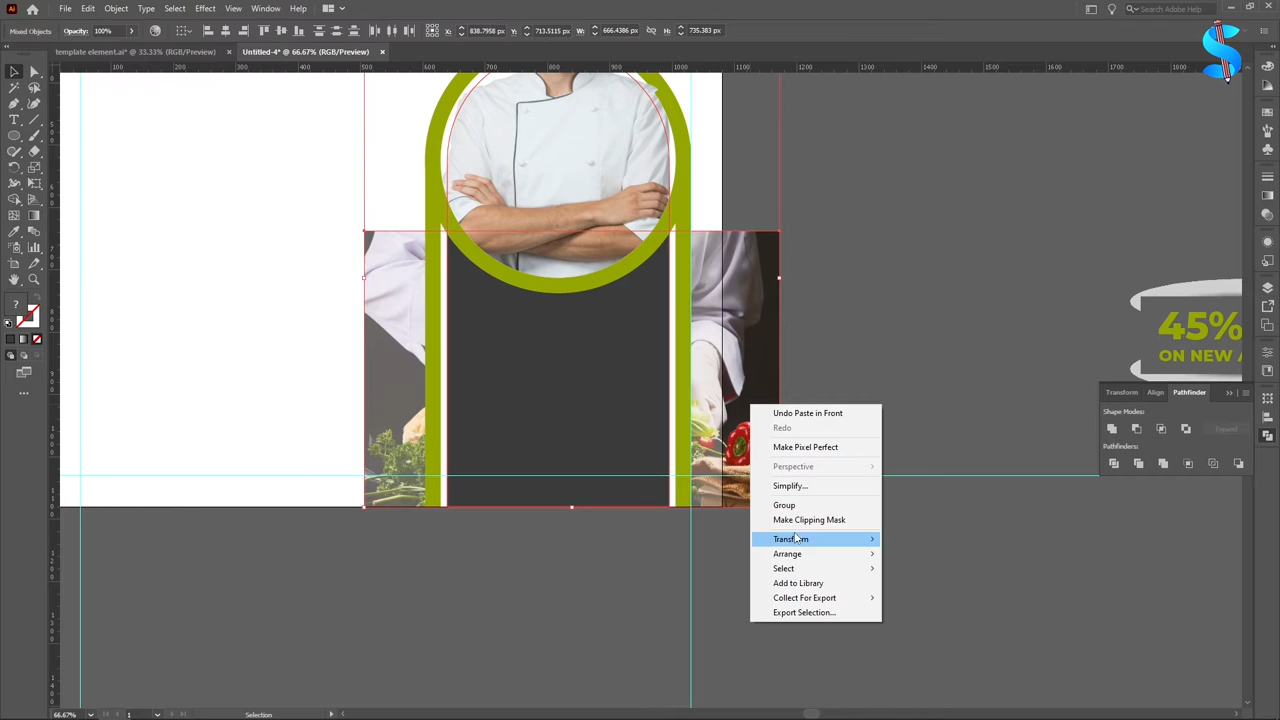 Ai File Edit Object Type Select Effect View Window Help Search Adobe Help
Mixed Objects Opacity: 100% X: 838.7958 px Y: 713.5115 px W: 666.4386 px H: 735.383 px
template element.ai* @ 33.33% (RGB/Preview) × Untitled-4* @ 66.67% (RGB/Preview) ×
100 200 300 400 500 600 700 800 900 1000 1100 1200 1300 1400 1500 1600 1700 1800
45%
ON NEW A
Transform Align Pathfinder
Shape Modes:
Expand
Pathfinders:
Undo Paste in Front
Redo
Make Pixel Perfect
Perspective
Simplify...
Group
Make Clipping Mask
Transform
Arrange
Select
Add to Library
Collect For Export
Export Selection...
66.67% 1 Selection